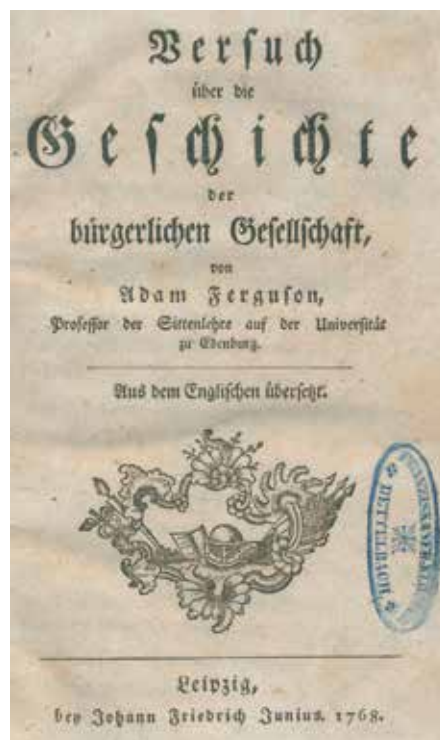 Versuch
über die
Geschichte
der
bürgerlichen Gesellschaft,
von
Adam Ferguson,
Professor der Sittenlehre auf der Universität
zu Edenburg.
Aus dem Englischen übersetzt.
DETTELBACH
Leipzig,
bey Johann Friedrich Junius. 1768.